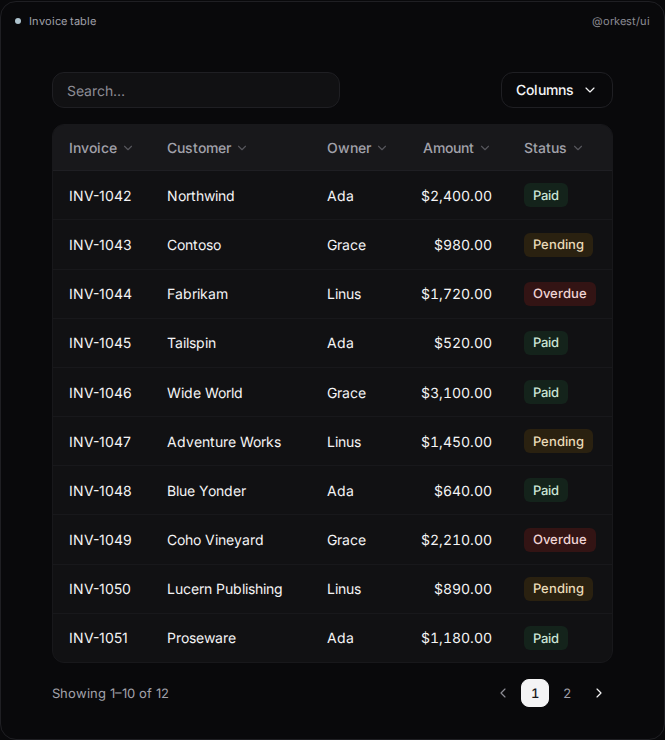 Invoice table @orkest/ui
Search... Columns
Invoice Customer Owner Amount Status
INV-1042 Northwind Ada $2,400.00 Paid
INV-1043 Contoso Grace $980.00 Pending
INV-1044 Fabrikam Linus $1,720.00 Overdue
INV-1045 Tailspin Ada $520.00 Paid
INV-1046 Wide World Grace $3,100.00 Paid
INV-1047 Adventure Works Linus $1,450.00 Pending
INV-1048 Blue Yonder Ada $640.00 Paid
INV-1049 Coho Vineyard Grace $2,210.00 Overdue
INV-1050 Lucern Publishing Linus $890.00 Pending
INV-1051 Proseware Ada $1,180.00 Paid
Showing 1–10 of 12 1 2